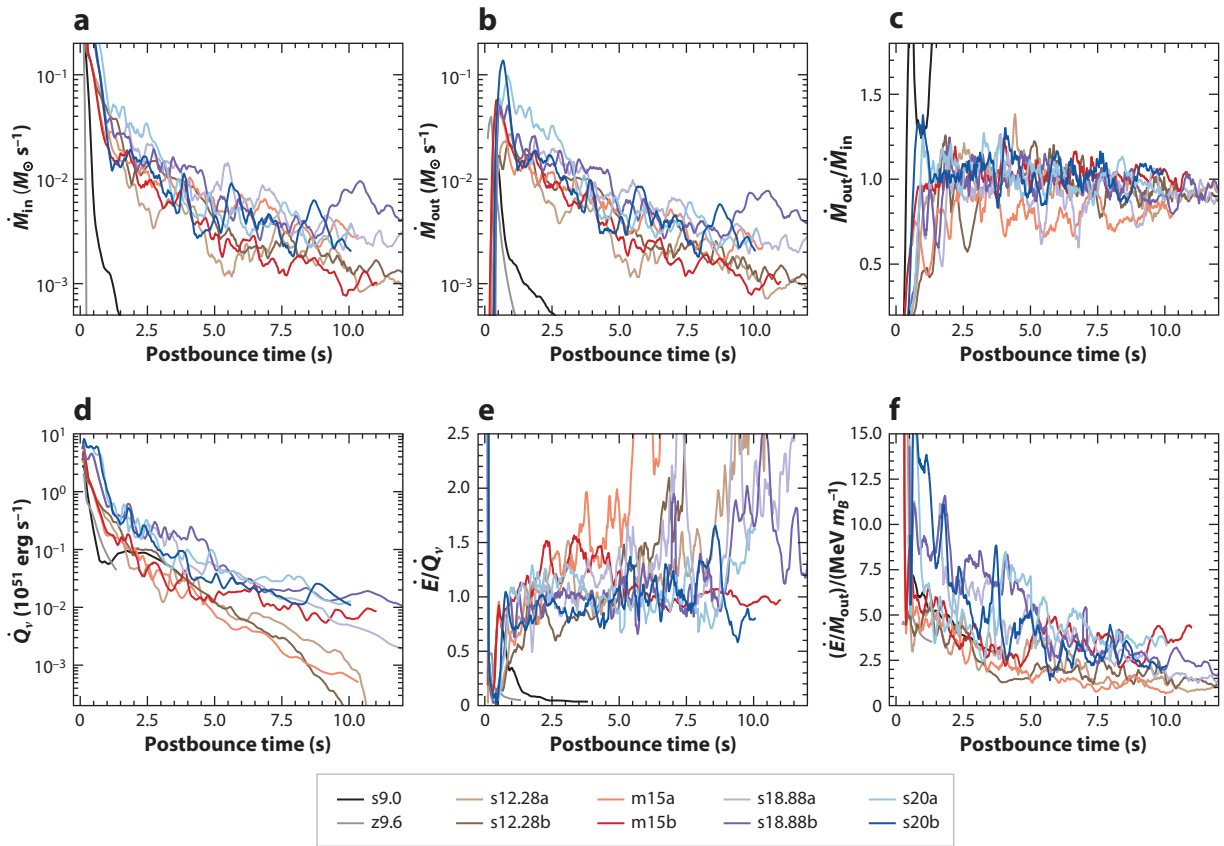 a
b
c
Ṁin (M⊙ s⁻¹)
10⁻¹
10⁻²
10⁻³
0 2.5 5.0 7.5 10.0
Postbounce time (s)
Ṁout (M⊙ s⁻¹)
10⁻¹
10⁻²
10⁻³
0 2.5 5.0 7.5 10.0
Postbounce time (s)
Ṁout/Ṁin
1.5
1.0
0.5
0 2.5 5.0 7.5 10.0
Postbounce time (s)
d
e
f
Q̇ν (10⁵¹ erg s⁻¹)
10¹
10⁰
10⁻¹
10⁻²
10⁻³
0 2.5 5.0 7.5 10.0
Postbounce time (s)
Ė/Q̇ν
2.5
2.0
1.5
1.0
0.5
0
0 2.5 5.0 7.5 10.0
Postbounce time (s)
(Ė/Ṁout)/(MeV mB⁻¹)
15.0
12.5
10.0
7.5
5.0
2.5
0
0 2.5 5.0 7.5 10.0
Postbounce time (s)
s9.0 s12.28a m15a s18.88a s20a
z9.6 s12.28b m15b s18.88b s20b